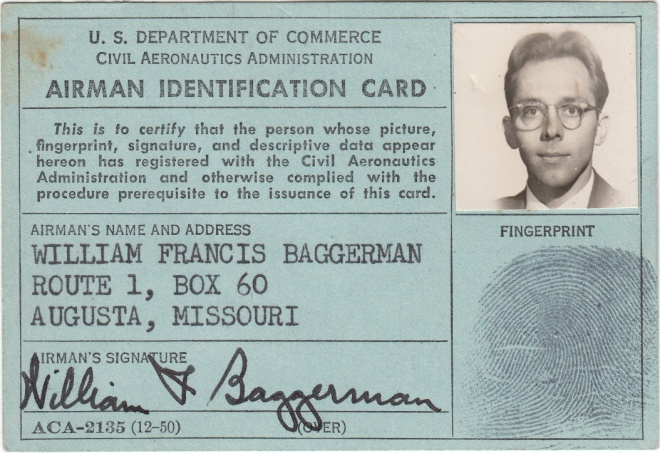 U. S. DEPARTMENT OF COMMERCE
CIVIL AERONAUTICS ADMINISTRATION
AIRMAN IDENTIFICATION CARD
This is to certify that the person whose picture,
fingerprint, signature, and descriptive data appear
hereon has registered with the Civil Aeronautics
Administration and otherwise complied with the
procedure prerequisite to the issuance of this card.
AIRMAN'S NAME AND ADDRESS
WILLIAM FRANCIS BAGGERMAN
ROUTE 1, BOX 60
AUGUSTA, MISSOURI
AIRMAN'S SIGNATURE
William F Baggerman
ACA-2135 (12-50) (OVER)
FINGERPRINT